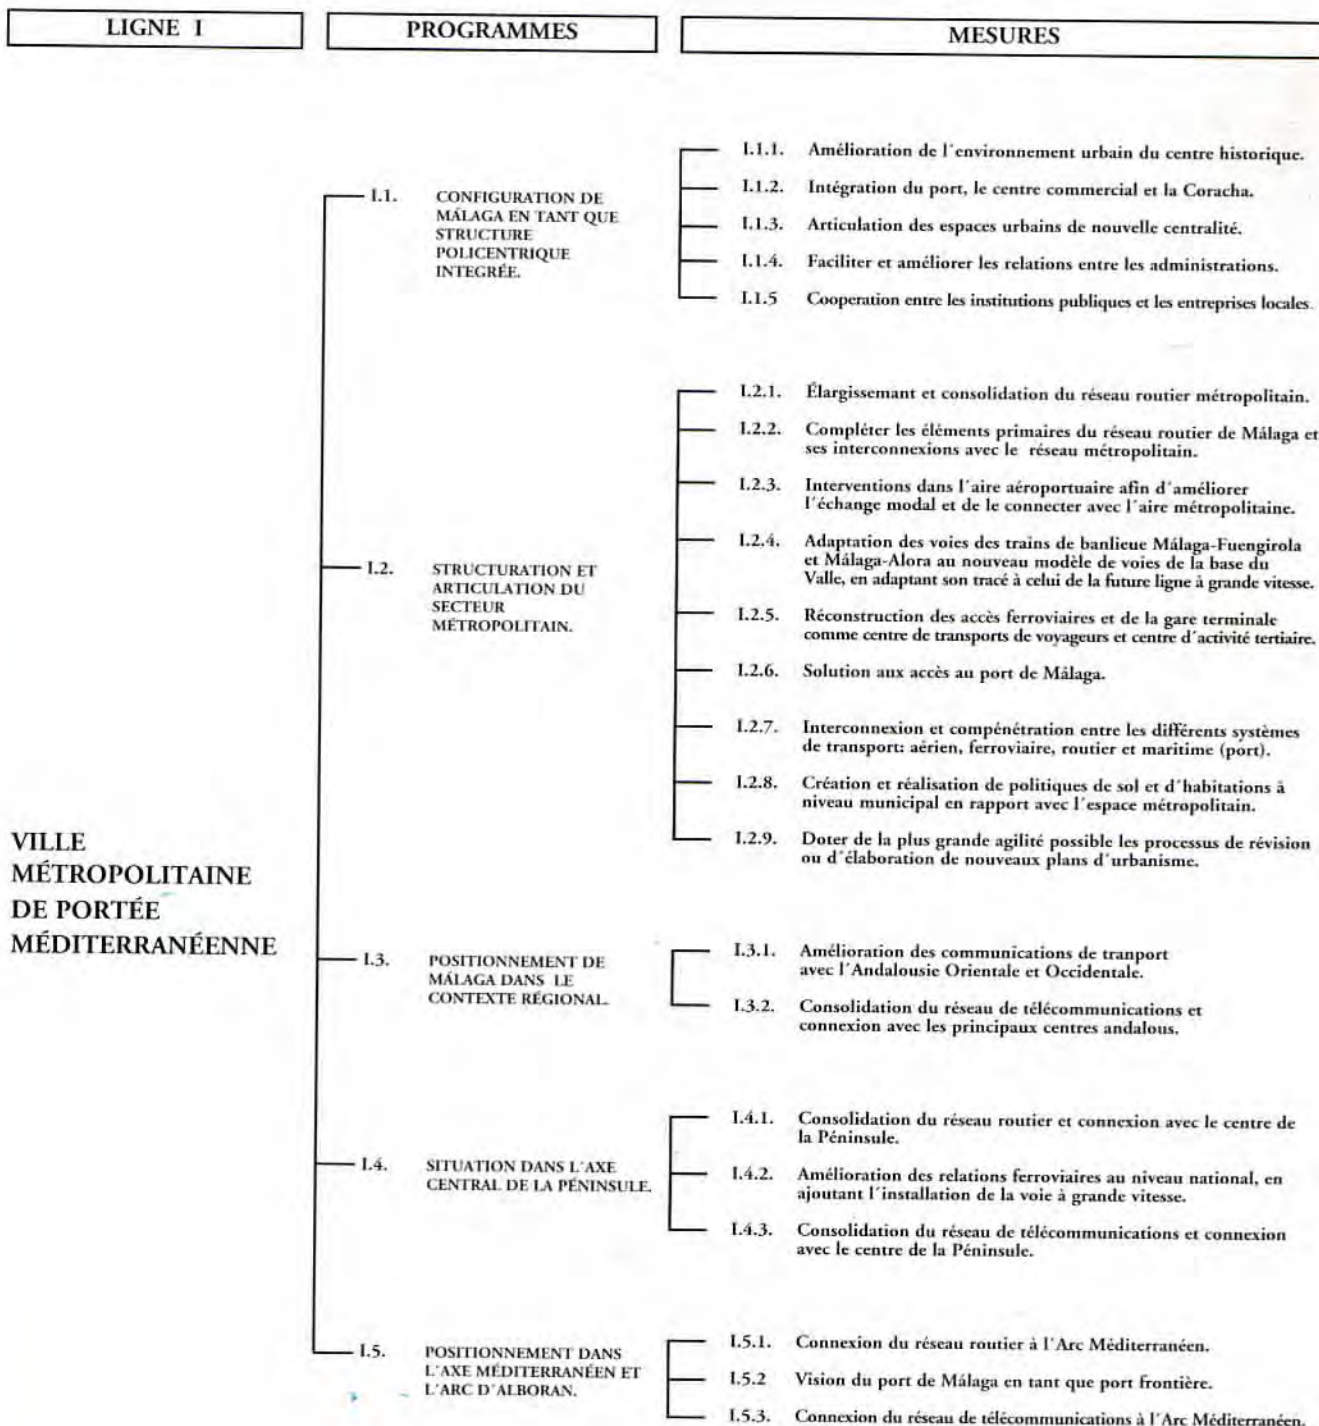 LIGNE I
PROGRAMMES
MESURES
VILLE
MÉTROPOLITAINE
DE PORTÉE
MÉDITERRANÉENNE
I.1. CONFIGURATION DE
MÁLAGA EN TANT QUE
STRUCTURE
POLICENTRIQUE
INTEGRÉE.
I.1.1. Amélioration de l´environnement urbain du centre historique.
I.1.2. Intégration du port, le centre commercial et la Coracha.
I.1.3. Articulation des espaces urbains de nouvelle centralité.
I.1.4. Faciliter et améliorer les relations entre les administrations.
I.1.5 Cooperation entre les institutions publiques et les entreprises locales.
I.2. STRUCTURATION ET
ARTICULATION DU
SECTEUR
MÉTROPOLITAIN.
I.2.1. Élargissemant et consolidation du réseau routier métropolitain.
I.2.2. Compléter les éléments primaires du réseau routier de Málaga et
ses interconnexions avec le réseau métropolitain.
I.2.3. Interventions dans l´aire aéroportuaire afin d´améliorer
l´échange modal et de le connecter avec l´aire métropolitaine.
I.2.4. Adaptation des voies des trains de banlieue Málaga-Fuengirola
et Málaga-Alora au nouveau modèle de voies de la base du
Valle, en adaptant son tracé à celui de la future ligne à grande vitesse.
I.2.5. Réconstruction des accès ferroviaires et de la gare terminale
comme centre de transports de voyageurs et centre d´activité tertiaire.
I.2.6. Solution aux accès au port de Málaga.
I.2.7. Interconnexion et compénétration entre les différents systèmes
de transport: aérien, ferroviaire, routier et maritime (port).
I.2.8. Création et réalisation de politiques de sol et d´habitations à
niveau municipal en rapport avec l´espace métropolitain.
I.2.9. Doter de la plus grande agilité possible les processus de révision
ou d´élaboration de nouveaux plans d´urbanisme.
I.3. POSITIONNEMENT DE
MÁLAGA DANS LE
CONTEXTE RÉGIONAL.
I.3.1. Amélioration des communications de tranport
avec l´Andalousie Orientale et Occidentale.
I.3.2. Consolidation du réseau de télécommunications et
connexion avec les principaux centres andalous.
I.4. SITUATION DANS L´AXE
CENTRAL DE LA PÉNINSULE.
I.4.1. Consolidation du réseau routier et connexion avec le centre de
la Péninsule.
I.4.2. Amélioration des relations ferroviaires au niveau national, en
ajoutant l´installation de la voie à grande vitesse.
I.4.3. Consolidation du réseau de télécommunications et connexion
avec le centre de la Péninsule.
I.5. POSITIONNEMENT DANS
L´AXE MÉDITERRANÉEN ET
L´ARC D´ALBORAN.
I.5.1. Connexion du réseau routier à l´Arc Méditerranéen.
I.5.2 Vision du port de Málaga en tant que port frontière.
I.5.3. Connexion du réseau de télécommunications à l´Arc Méditerranéen.